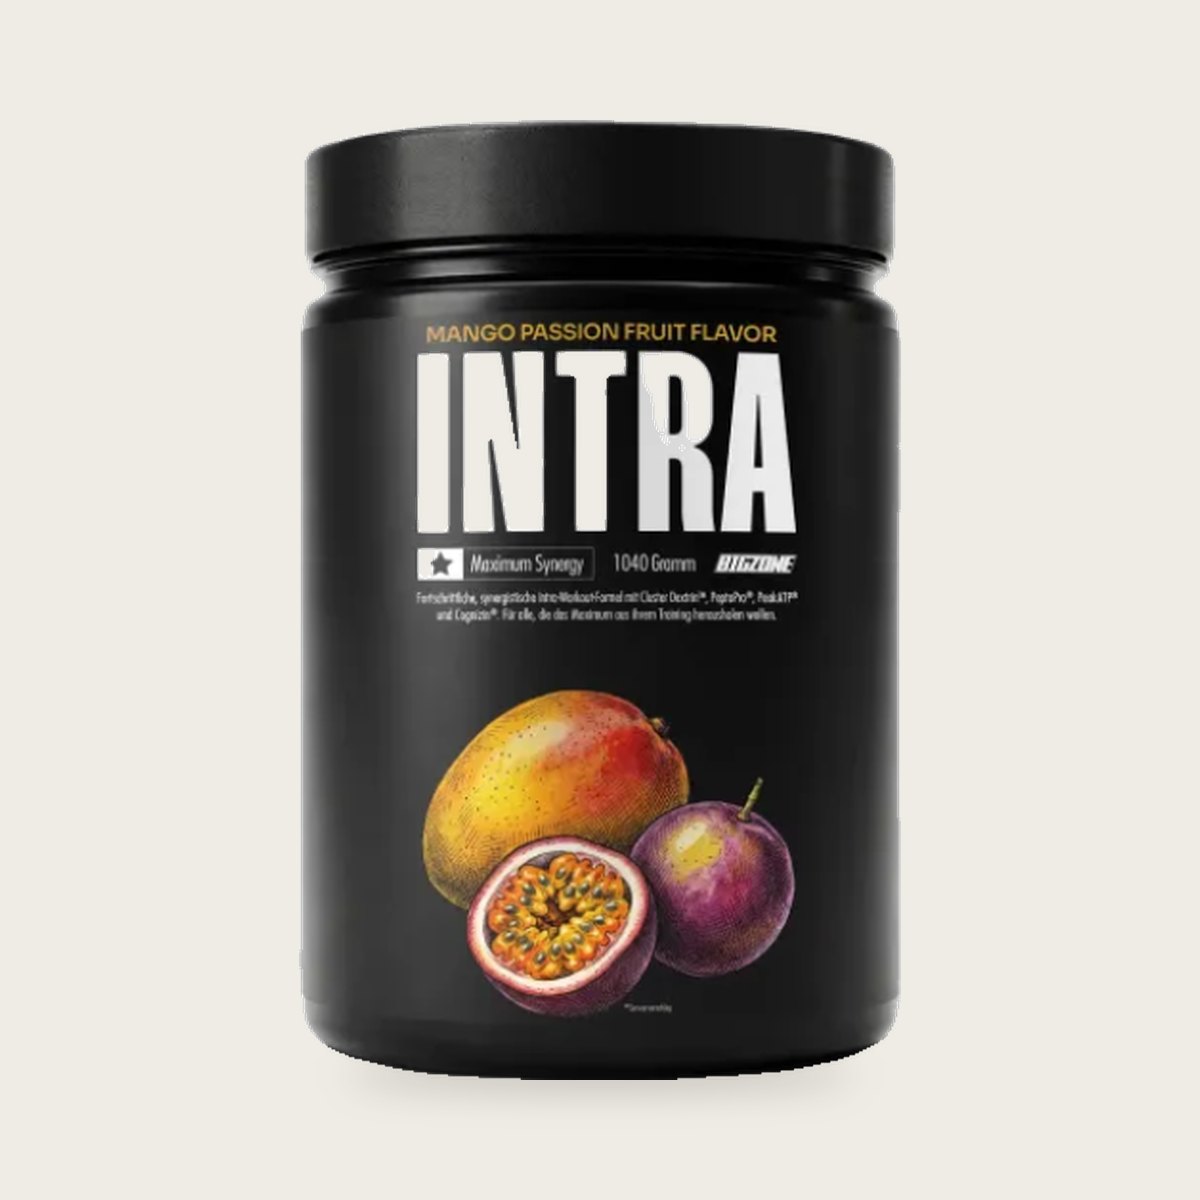 MANGO PASSION FRUIT FLAVOR
INTRA
Maximum Synergy 1040 Gramm BIGZONE
Fortschrittliche, synergistische Intra-Workout-Formel mit Cluster Dextrin®, PeptoPro®, PeakATP®
und Cognizin®. Für alle, die das Maximum aus ihrem Training herausholen wollen.